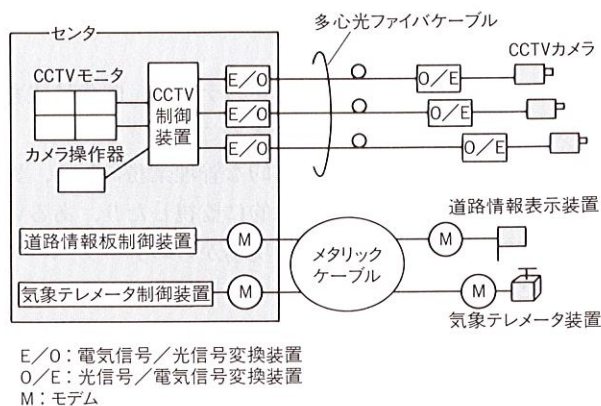 センタ
多心光ファイバケーブル
CCTVカメラ
CCTVモニタ
CCTV
制御
装置
E/O
O/E
E/O
O/E
E/O
O/E
カメラ操作器
道路情報表示装置
道路情報板制御装置
M
メタリック
ケーブル
M
気象テレメータ制御装置
M
M
気象テレメータ装置
E/O:電気信号/光信号変換装置
O/E:光信号/電気信号変換装置
M:モデム